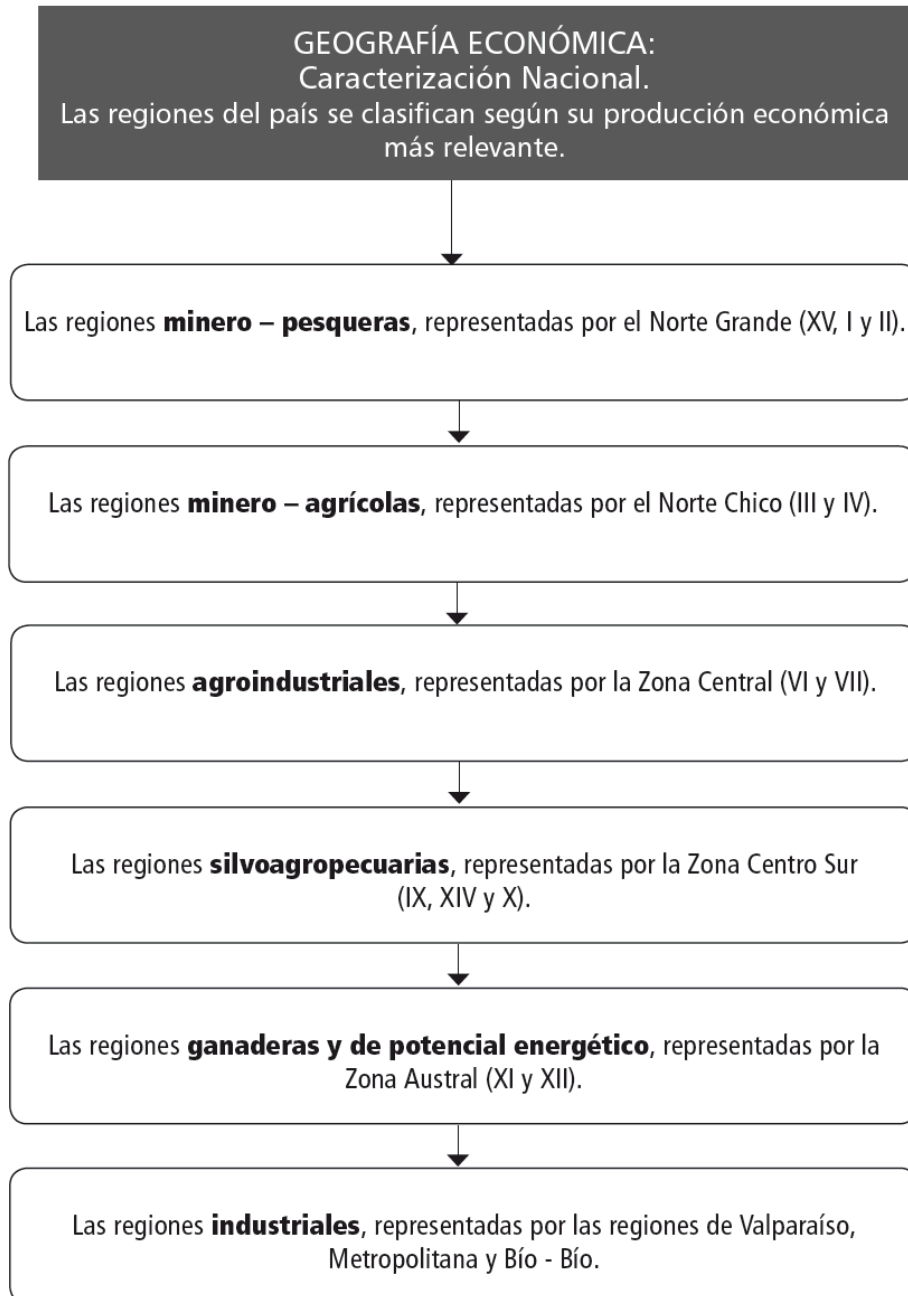 GEOGRAFÍA ECONÓMICA:
Caracterización Nacional.
Las regiones del país se clasifican según su producción económica
más relevante.
Las regiones minero – pesqueras, representadas por el Norte Grande (XV, I y II).
Las regiones minero – agrícolas, representadas por el Norte Chico (III y IV).
Las regiones agroindustriales, representadas por la Zona Central (VI y VII).
Las regiones silvoagropecuarias, representadas por la Zona Centro Sur
(IX, XIV y X).
Las regiones ganaderas y de potencial energético, representadas por la
Zona Austral (XI y XII).
Las regiones industriales, representadas por las regiones de Valparaíso,
Metropolitana y Bío - Bío.